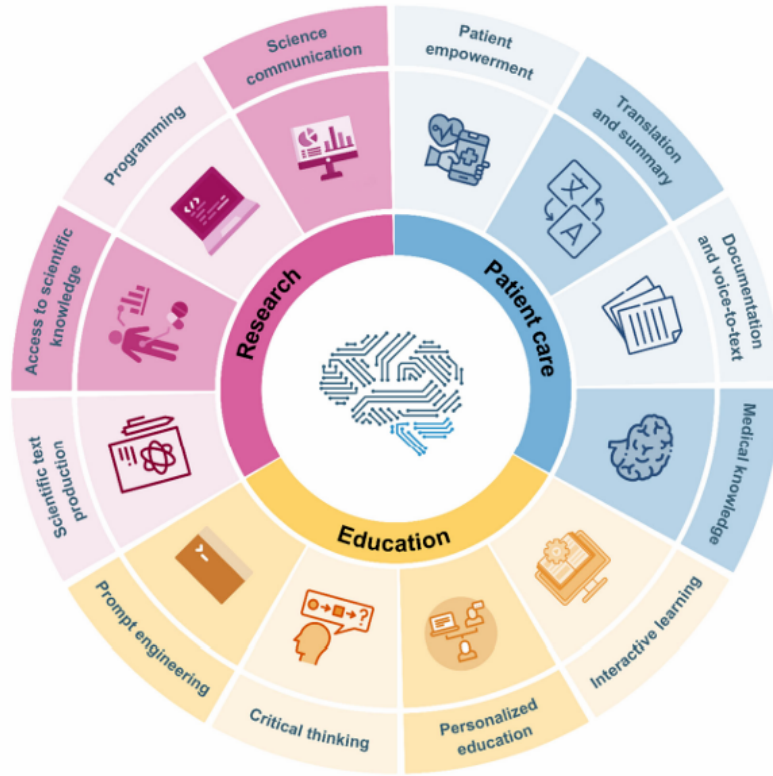 Science
communication
Patient
empowerment
Translation
and summary
Documentation
and voice-to-text
Medical knowledge
Interactive learning
Personalized
education
Critical thinking
Prompt engineering
Scientific text
production
Access to scientific
knowledge
Programming
Research
Patient care
Education
文
A